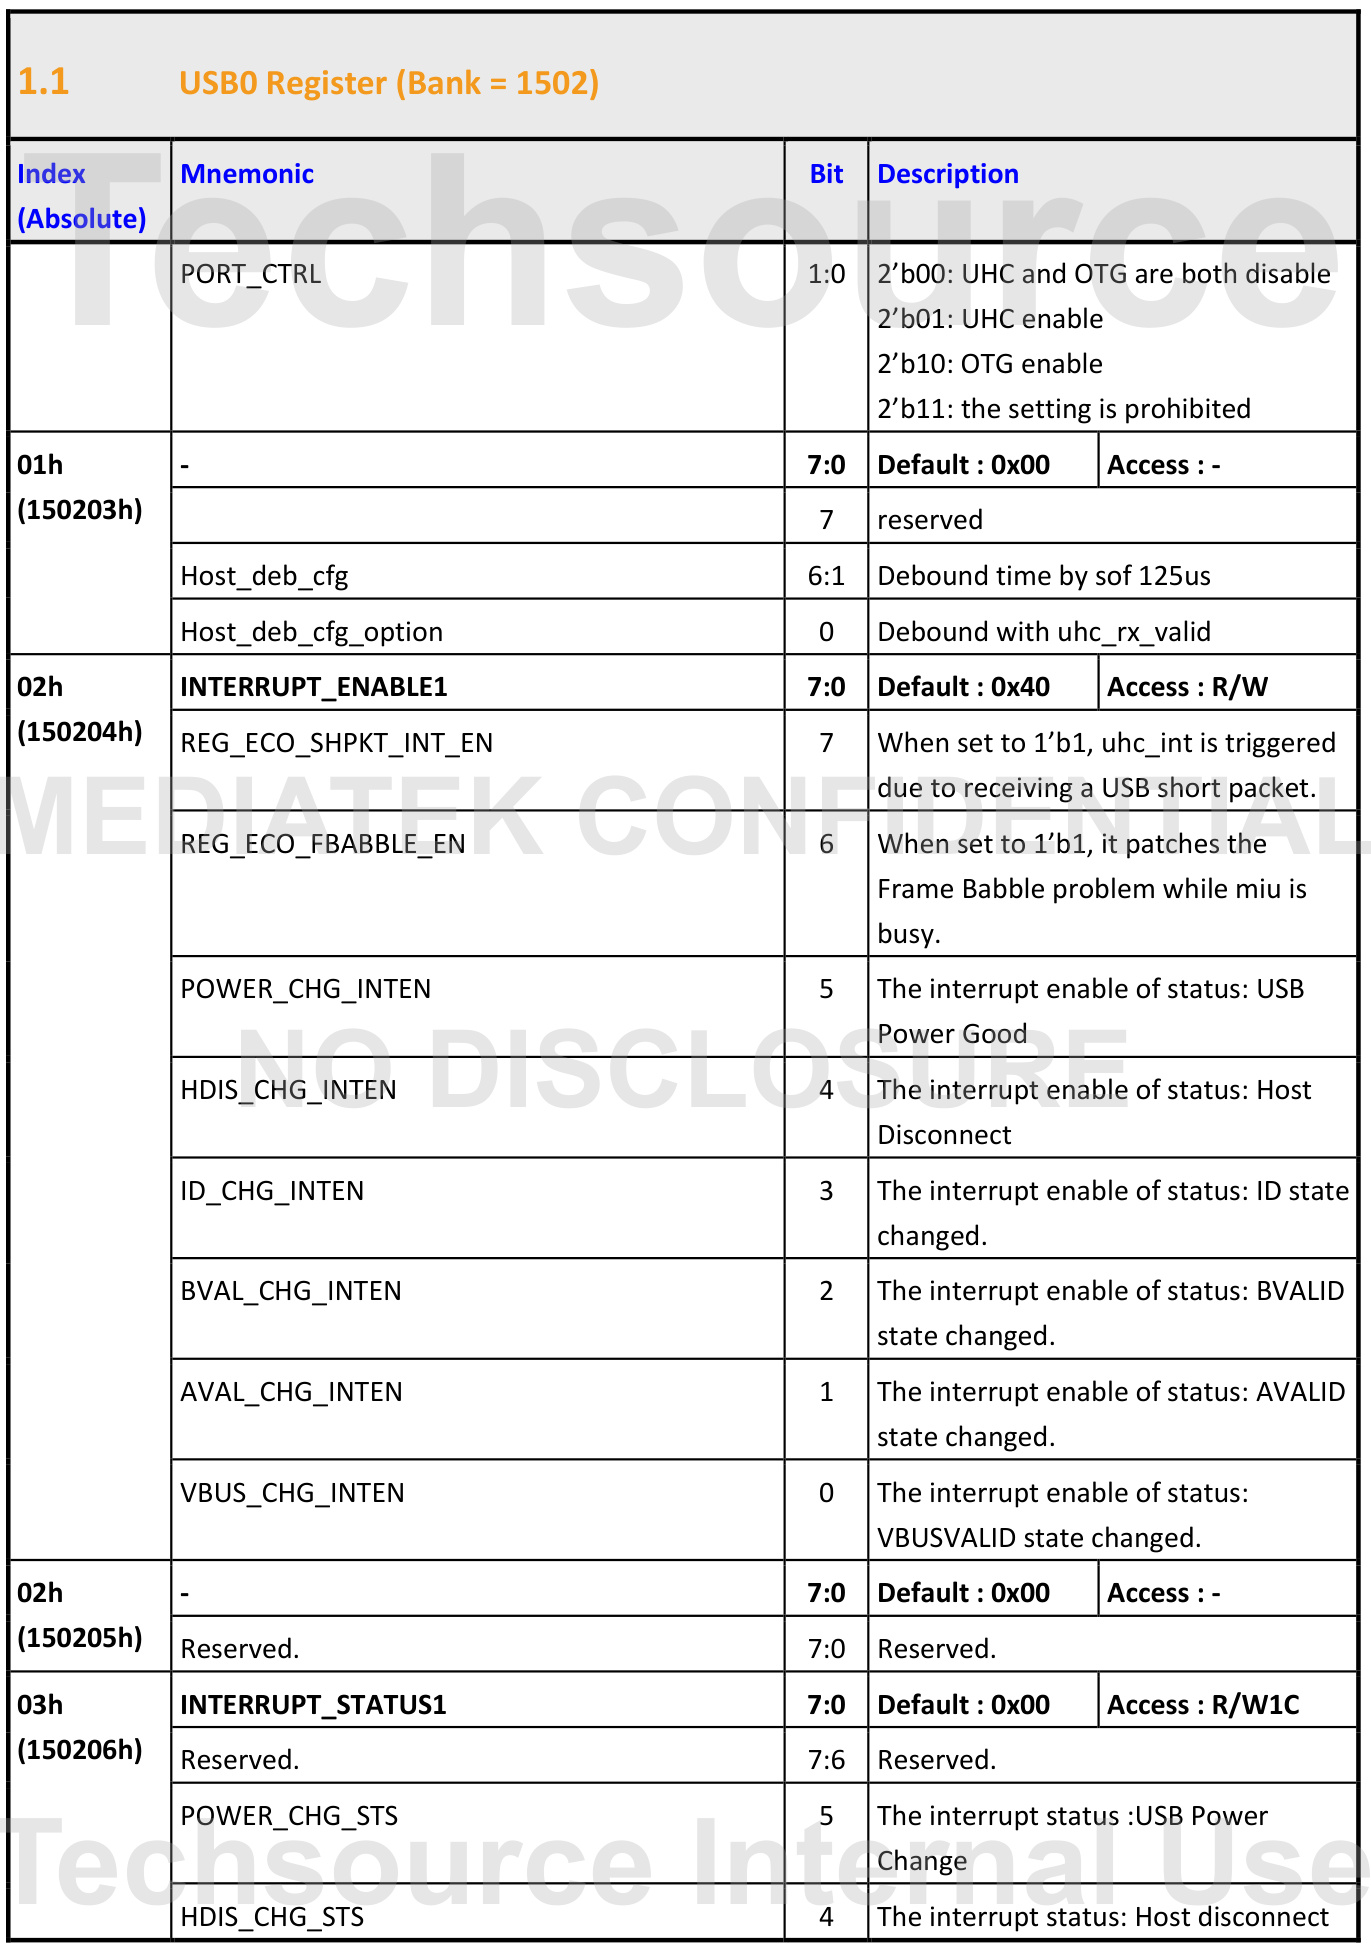 1.1 USB0 Register (Bank = 1502)
Index Mnemonic Bit Description
(Absolute)
Techsource
PORT_CTRL 1:0 2’b00: UHC and OTG are both disable
2’b01: UHC enable
2’b10: OTG enable
2’b11: the setting is prohibited
01h - 7:0 Default : 0x00 Access : -
(150203h)
7 reserved
Host_deb_cfg 6:1 Debound time by sof 125us
Host_deb_cfg_option 0 Debound with uhc_rx_valid
02h INTERRUPT_ENABLE1 7:0 Default : 0x40 Access : R/W
(150204h)
REG_ECO_SHPKT_INT_EN 7 When set to 1’b1, uhc_int is triggered
due to receiving a USB short packet.
MEDIATEK CONFIDENTIAL
REG_ECO_FBABBLE_EN 6 When set to 1’b1, it patches the
Frame Babble problem while miu is
busy.
POWER_CHG_INTEN 5 The interrupt enable of status: USB
Power Good
NO DISCLOSURE
HDIS_CHG_INTEN 4 The interrupt enable of status: Host
Disconnect
ID_CHG_INTEN 3 The interrupt enable of status: ID state
changed.
BVAL_CHG_INTEN 2 The interrupt enable of status: BVALID
state changed.
AVAL_CHG_INTEN 1 The interrupt enable of status: AVALID
state changed.
VBUS_CHG_INTEN 0 The interrupt enable of status:
VBUSVALID state changed.
02h - 7:0 Default : 0x00 Access : -
(150205h)
Reserved. 7:0 Reserved.
03h INTERRUPT_STATUS1 7:0 Default : 0x00 Access : R/W1C
(150206h)
Reserved. 7:6 Reserved.
POWER_CHG_STS 5 The interrupt status :USB Power
Change
Techsource Internal Use
HDIS_CHG_STS 4 The interrupt status: Host disconnect